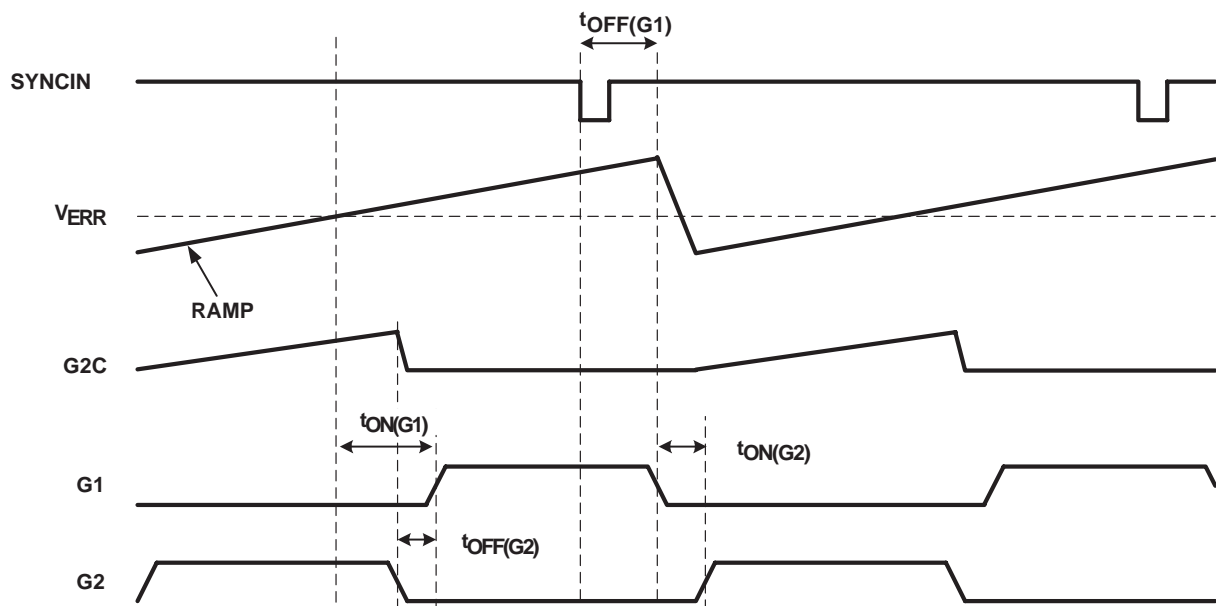 tOFF(G1)
SYNCIN
VERR
RAMP
G2C
tON(G1)
tON(G2)
G1
tOFF(G2)
G2